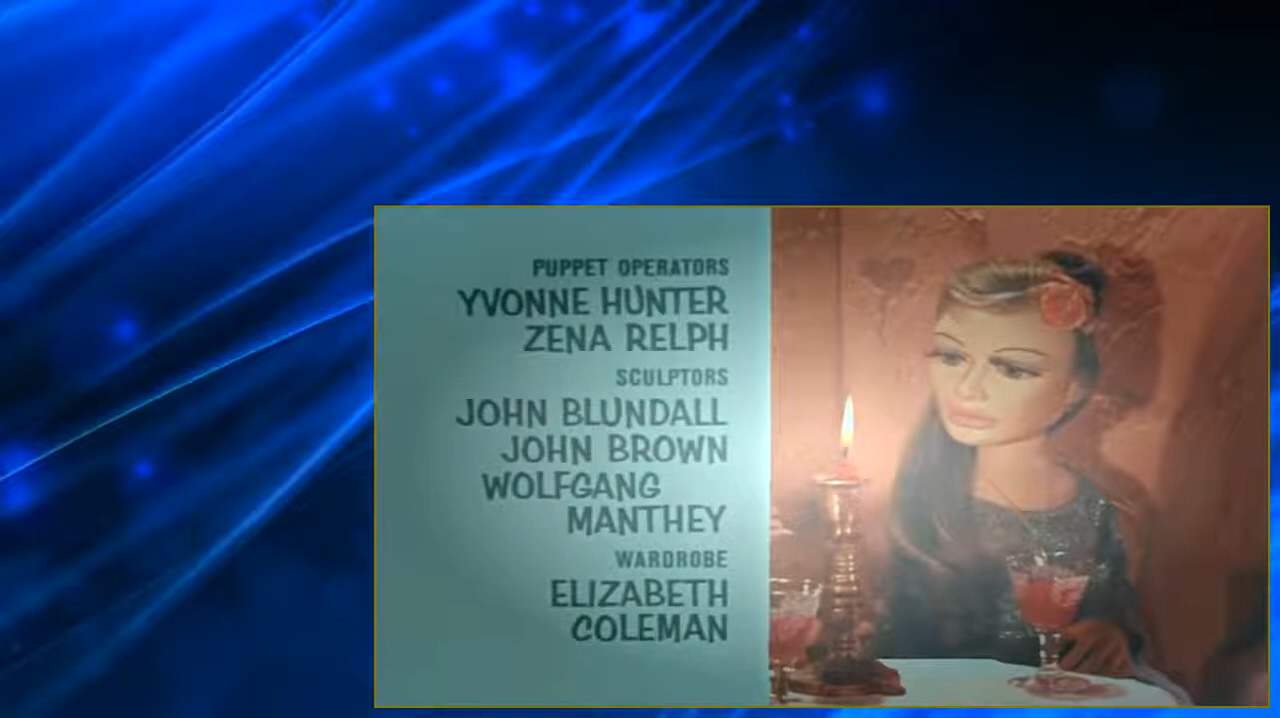 PUPPET OPERATORS
YVONNE HUNTER
ZENA RELPH
SCULPTORS
JOHN BLUNDALL
JOHN BROWN
WOLFGANG
MANTHEY
WARDROBE
ELIZABETH
COLEMAN